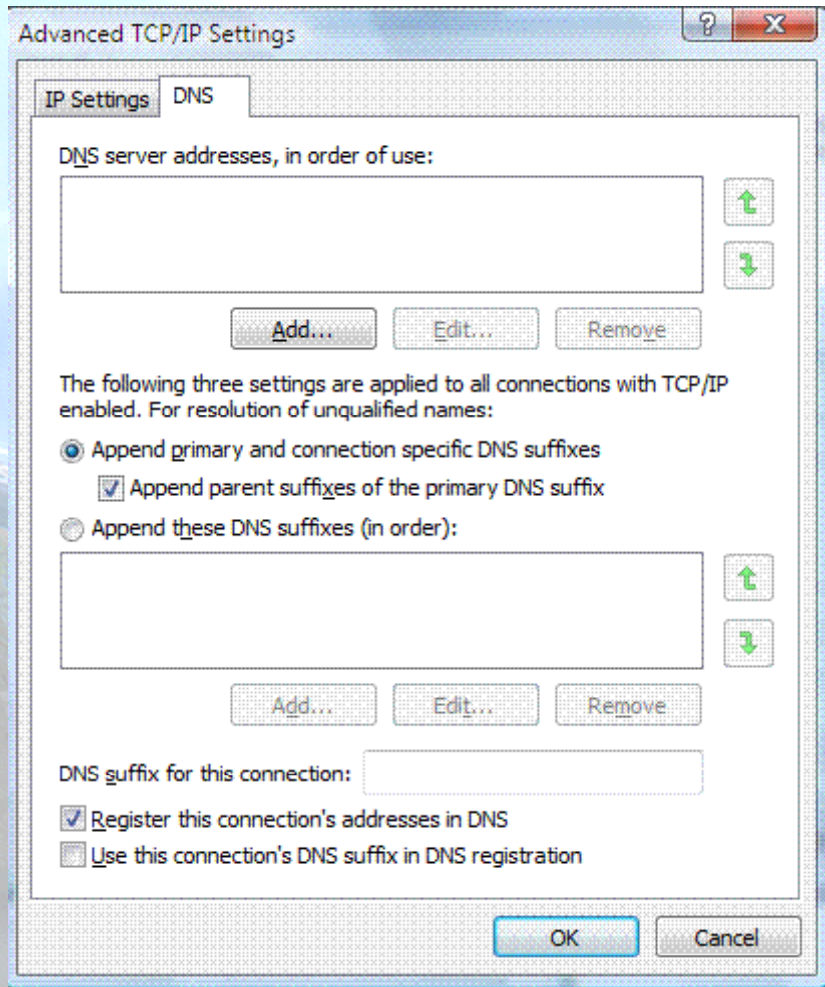 Advanced TCP/IP Settings
IP Settings
DNS
DNS server addresses, in order of use:
Add...
Edit...
Remove
The following three settings are applied to all connections with TCP/IP
enabled. For resolution of unqualified names:
Append primary and connection specific DNS suffixes
Append parent suffixes of the primary DNS suffix
Append these DNS suffixes (in order):
Add...
Edit...
Remove
DNS suffix for this connection:
Register this connection's addresses in DNS
Use this connection's DNS suffix in DNS registration
OK
Cancel